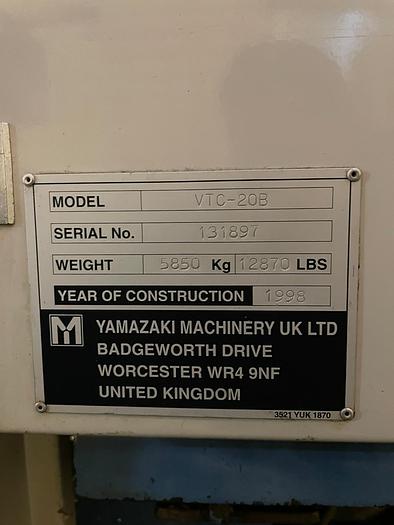 MODEL VTC-20B
SERIAL No. 131897
WEIGHT 5850 Kg 12870 LBS
YEAR OF CONSTRUCTION 1998
M YAMAZAKI MACHINERY UK LTD
BADGEWORTH DRIVE
WORCESTER WR4 9NF
UNITED KINGDOM
3521 YUK 1870